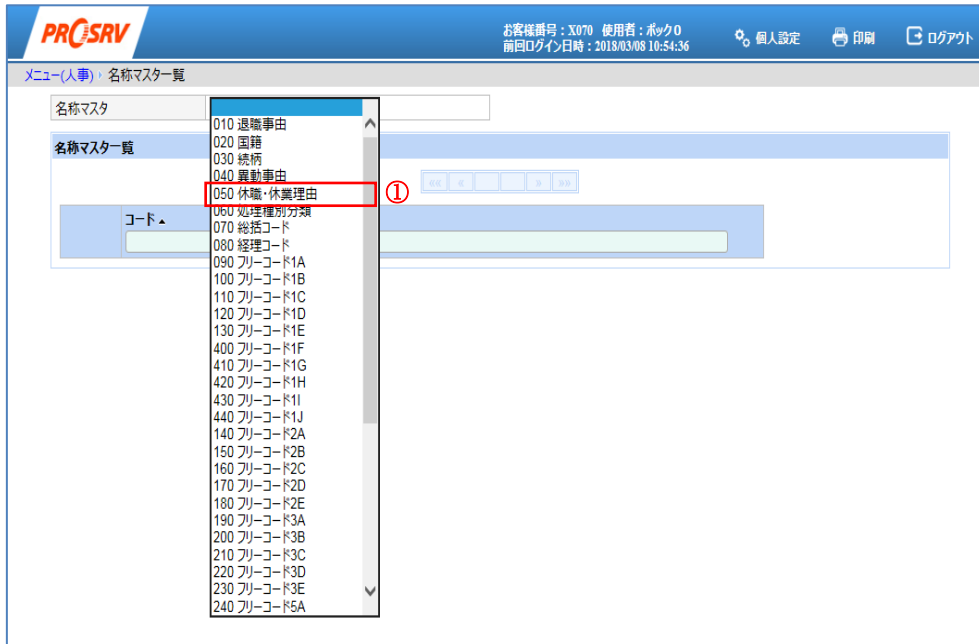 PROSRV
お客様番号：X070 使用者：ボック０
前回ログイン日時：2018/03/08 10:54:36
個人設定
印刷
ログアウト
メニュー(人事) › 名称マスター覧
名称マスタ
名称マスター覧
«« « » »»
コード▲
010 退職事由
020 国籍
030 続柄
040 異動事由
050 休職・休業理由
①
060 処理種別分類
070 総括コード
080 経理コード
090 フリーコード1A
100 フリーコード1B
110 フリーコード1C
120 フリーコード1D
130 フリーコード1E
400 フリーコード1F
410 フリーコード1G
420 フリーコード1H
430 フリーコード1I
440 フリーコード1J
140 フリーコード2A
150 フリーコード2B
160 フリーコード2C
170 フリーコード2D
180 フリーコード2E
190 フリーコード3A
200 フリーコード3B
210 フリーコード3C
220 フリーコード3D
230 フリーコード3E
240 フリーコード5A